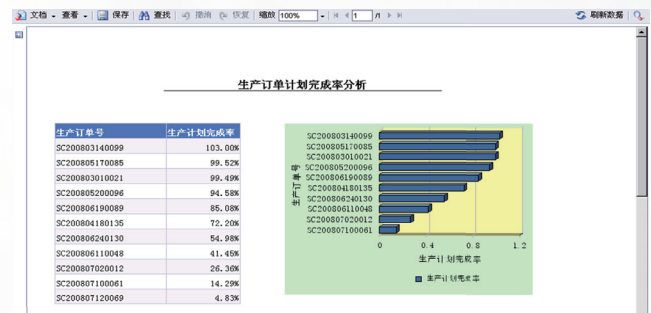 文档 查看 保存 查找 撤消 恢复 缩放 100% 1 /1 刷新数据
生产订单计划完成率分析
生产订单号 生产计划完成率
SC200803140099 103.00%
SC200805170085 99.52%
SC200803010021 99.49%
SC200805200096 94.58%
SC200806190089 85.08%
SC200804180135 72.20%
SC200806240130 54.98%
SC200806110048 41.45%
SC200807020012 26.36%
SC200807100061 14.29%
SC200807120069 4.83%
生产订单号
SC200803140099
SC200805170085
SC200803010021
SC200805200096
SC200806190089
SC200804180135
SC200806240130
SC200806110048
SC200807020012
SC200807100061
0 0.4 0.8 1.2
生产计划完成率
生产计划完成率